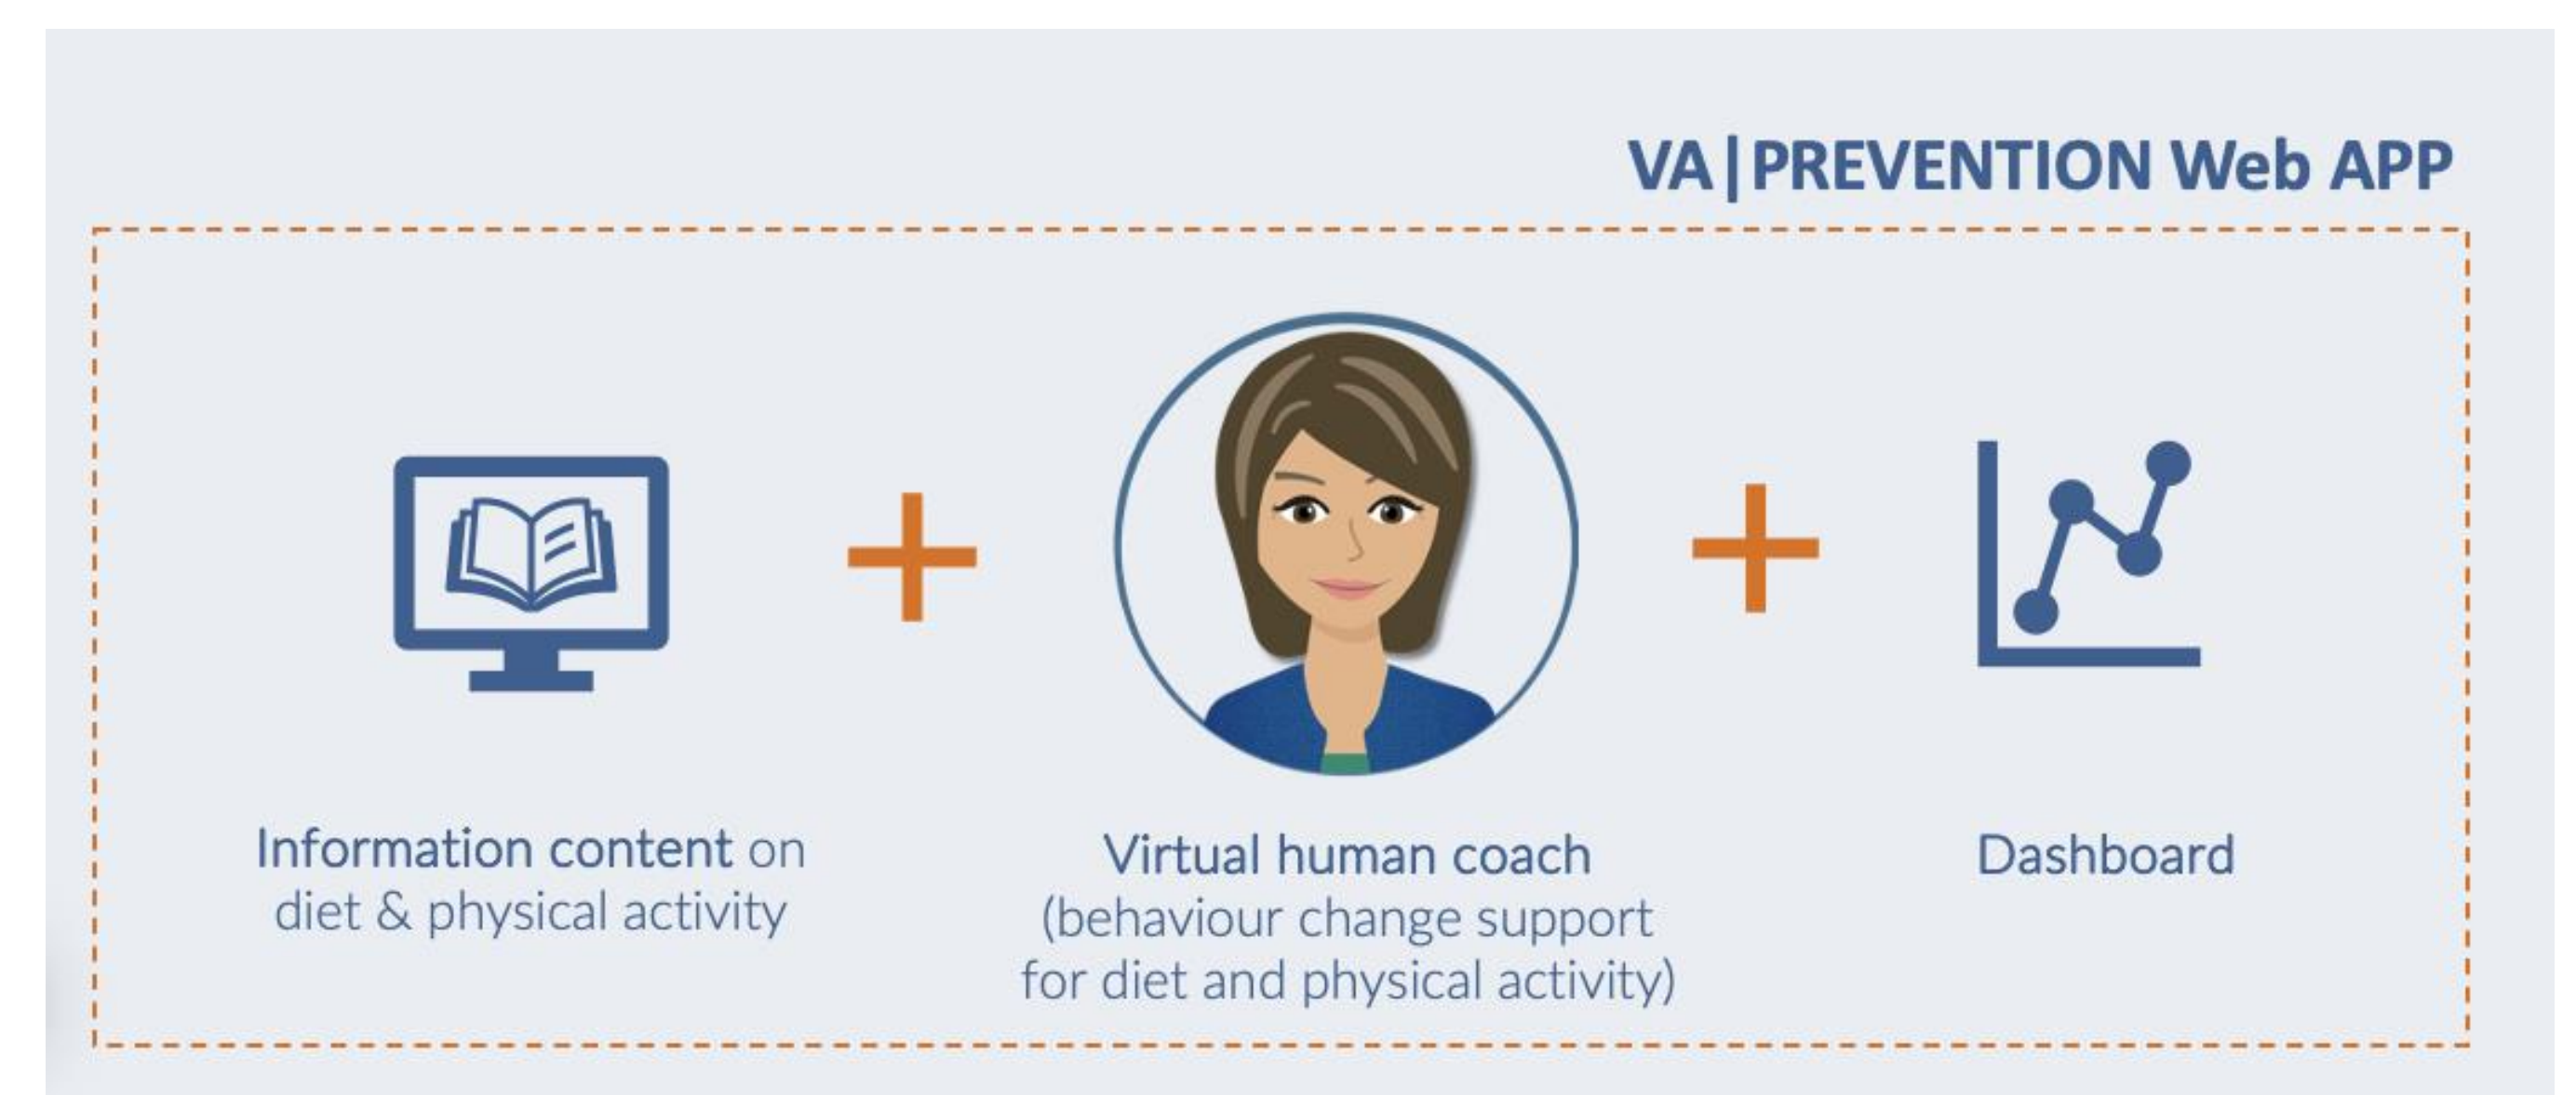 VA|PREVENTION Web APP
Information content on
diet & physical activity
Virtual human coach
(behaviour change support
for diet and physical activity)
Dashboard